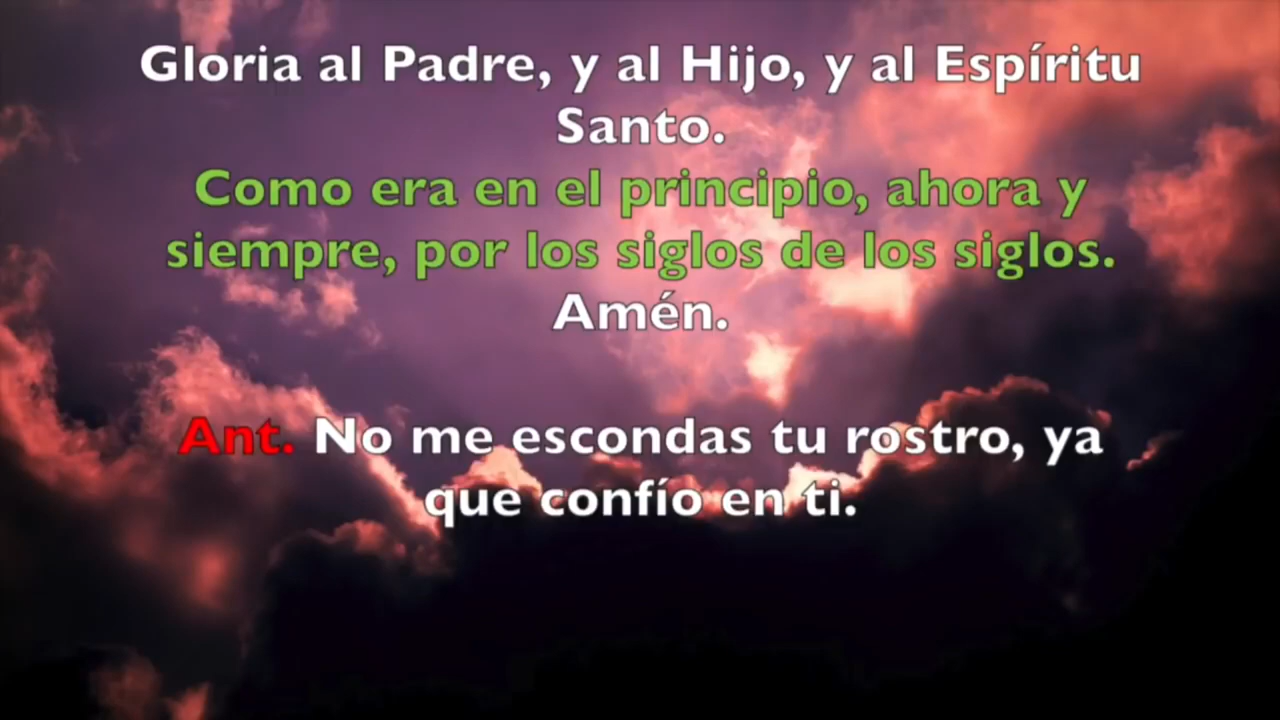 Gloria al Padre, y al Hijo, y al Espíritu
Santo.
Como era en el principio, ahora y
siempre, por los siglos de los siglos.
Amén.
Ant. No me escondas tu rostro, ya
que confío en ti.